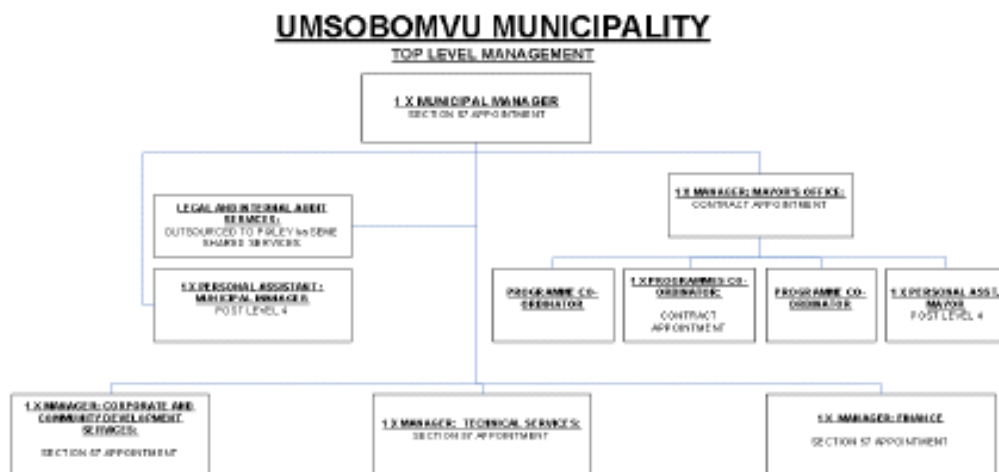 UMSOBOMVU MUNICIPALITY
TOP LEVEL MANAGEMENT
1 X MUNICIPAL MANAGER
SECTION 57 APPOINTMENT
1 X MANAGER: MAYOR'S OFFICE:
CONTRACT APPOINTMENT
LEGAL AND INTERNAL AUDIT
SERVICES:
OUTSOURCED TO
SHARED SERVICES
1 X PERSONAL ASSISTANT:
MUNICIPAL MANAGER
POST LEVEL 4
PROGRAMME CO-
ORDINATOR
1 X PROGRAMMES CO-
ORDINATOR:
CONTRACT
APPOINTMENT
PROGRAMME CO-
ORDINATOR
1 X PERSONAL ASST.
MAYOR
POST LEVEL 4
1 X MANAGER: CORPORATE AND
COMMUNITY DEVELOPMENT
SERVICES:
SECTION 57 APPOINTMENT
1 X MANAGER: TECHNICAL SERVICES:
SECTION 57 APPOINTMENT
1 X MANAGER: FINANCE
SECTION 57 APPOINTMENT